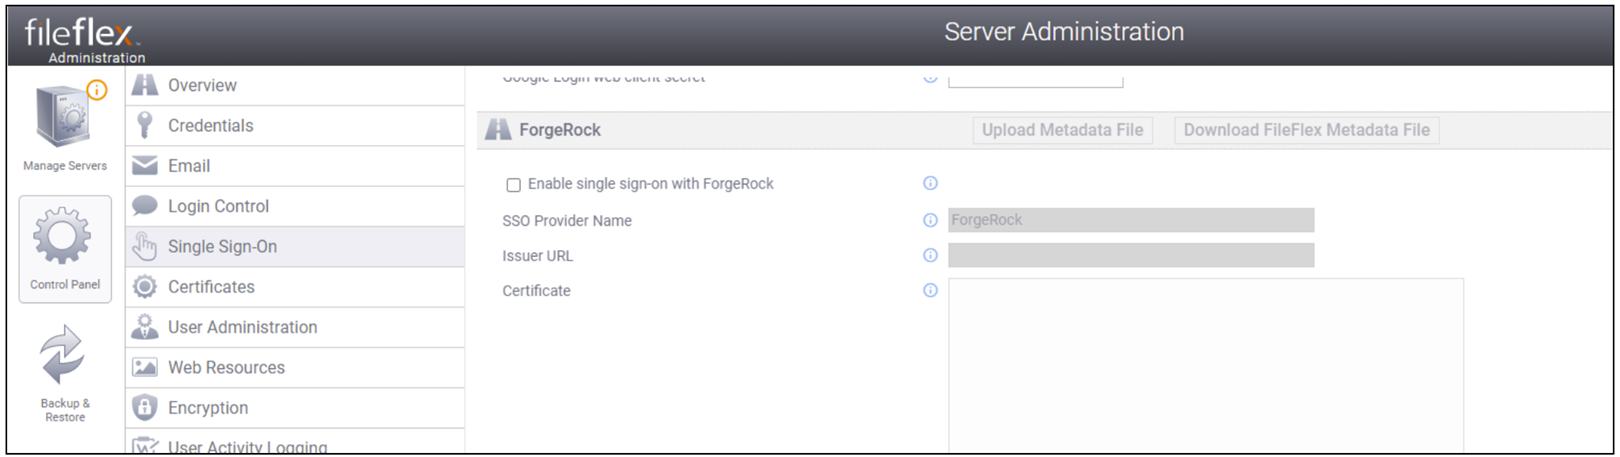 fileflex
Administration
Server Administration
Manage Servers
Control Panel
Backup &
Restore
Overview
Credentials
Email
Login Control
Single Sign-On
Certificates
User Administration
Web Resources
Encryption
User Activity Logging
Google Login web client secret
ForgeRock
Upload Metadata File
Download FileFlex Metadata File
Enable single sign-on with ForgeRock
SSO Provider Name
ForgeRock
Issuer URL
Certificate